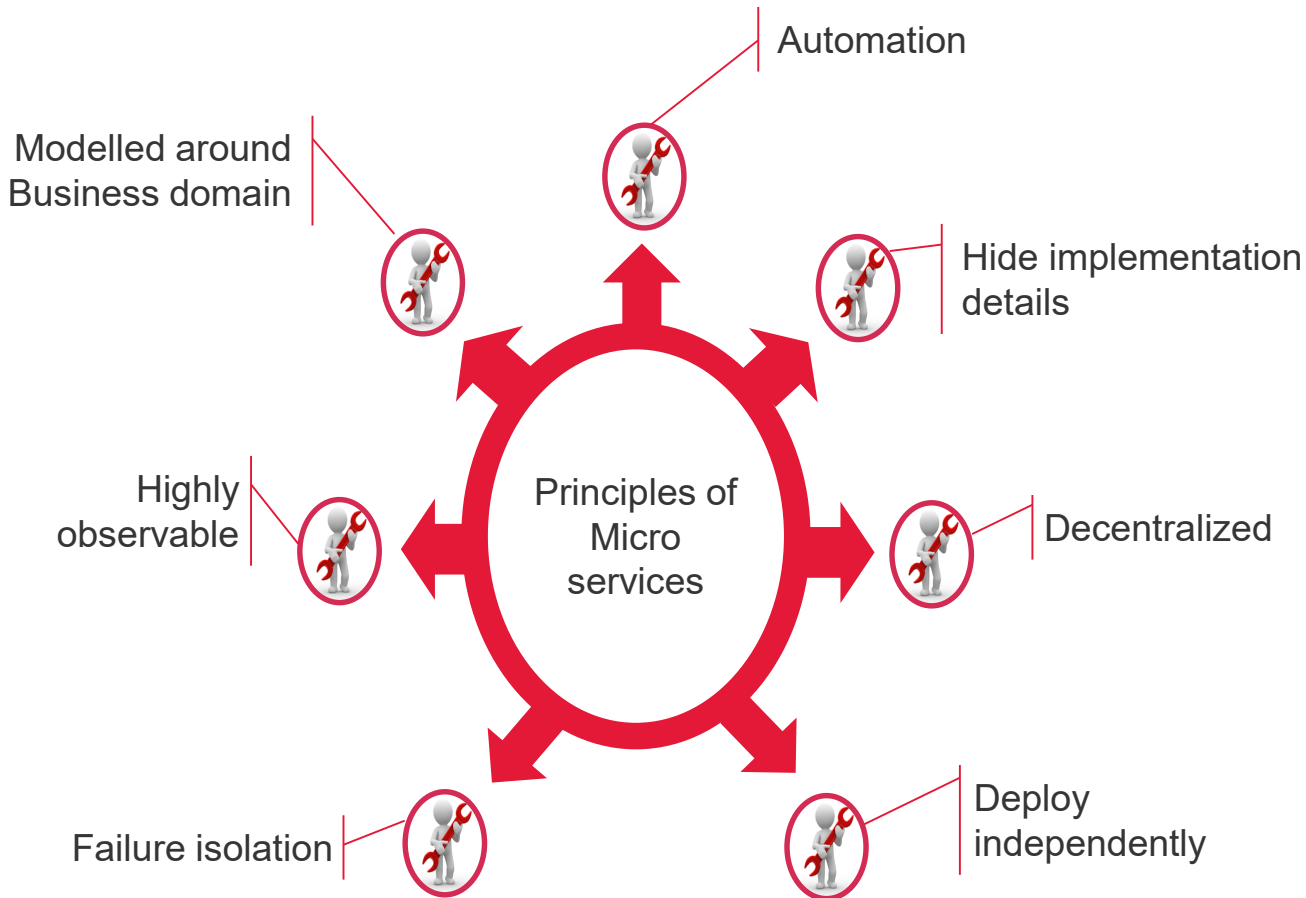 Automation
Modelled around
Business domain
Hide implementation
details
Highly
observable
Principles of
Micro
services
Decentralized
Failure isolation
Deploy
independently